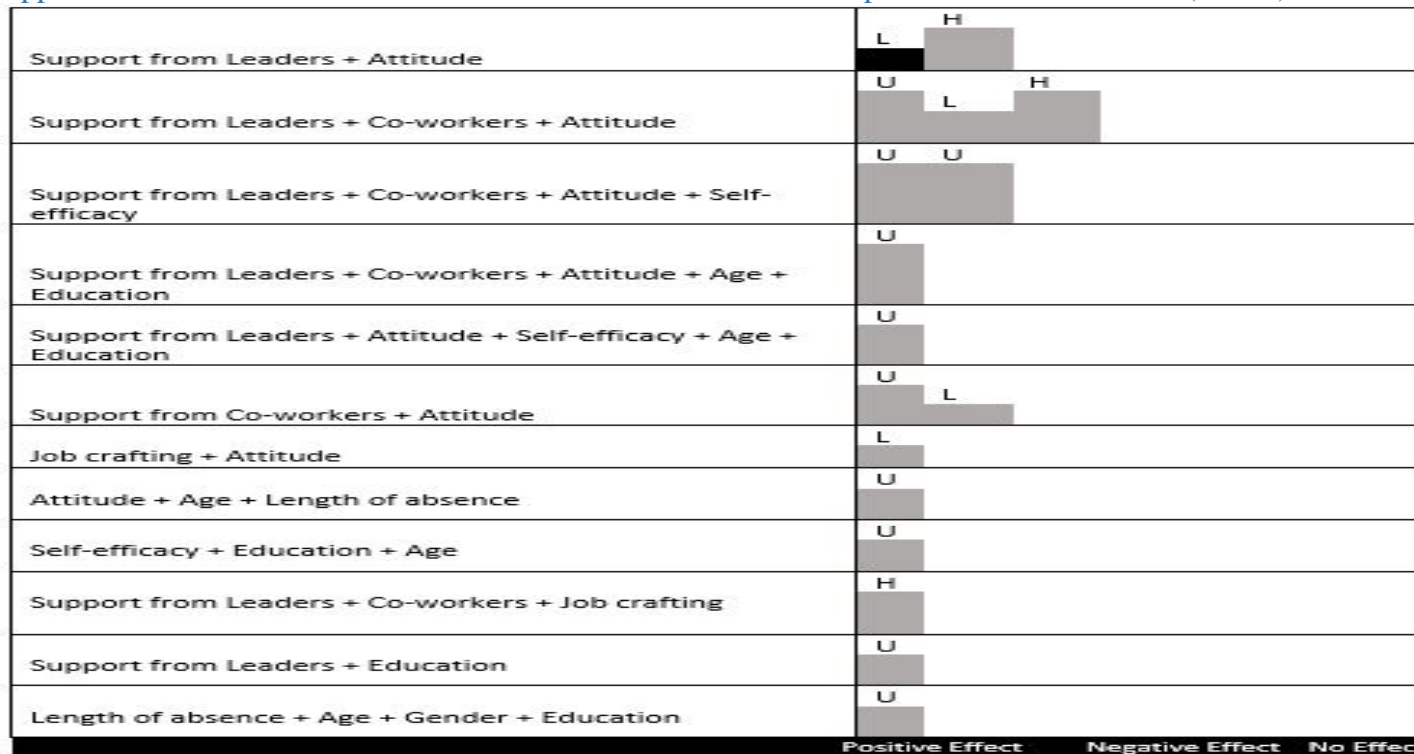 L H
Support from Leaders + Attitude
U L H
Support from Leaders + Co-workers + Attitude
U U
Support from Leaders + Co-workers + Attitude + Self-
efficacy
U
Support from Leaders + Co-workers + Attitude + Age +
Education
U
Support from Leaders + Attitude + Self-efficacy + Age +
Education
U L
Support from Co-workers + Attitude
L
Job crafting + Attitude
U
Attitude + Age + Length of absence
U
Self-efficacy + Education + Age
H
Support from Leaders + Co-workers + Job crafting
U
Support from Leaders + Education
U
Length of absence + Age + Gender + Education
Positive Effect Negative Effect No Effec